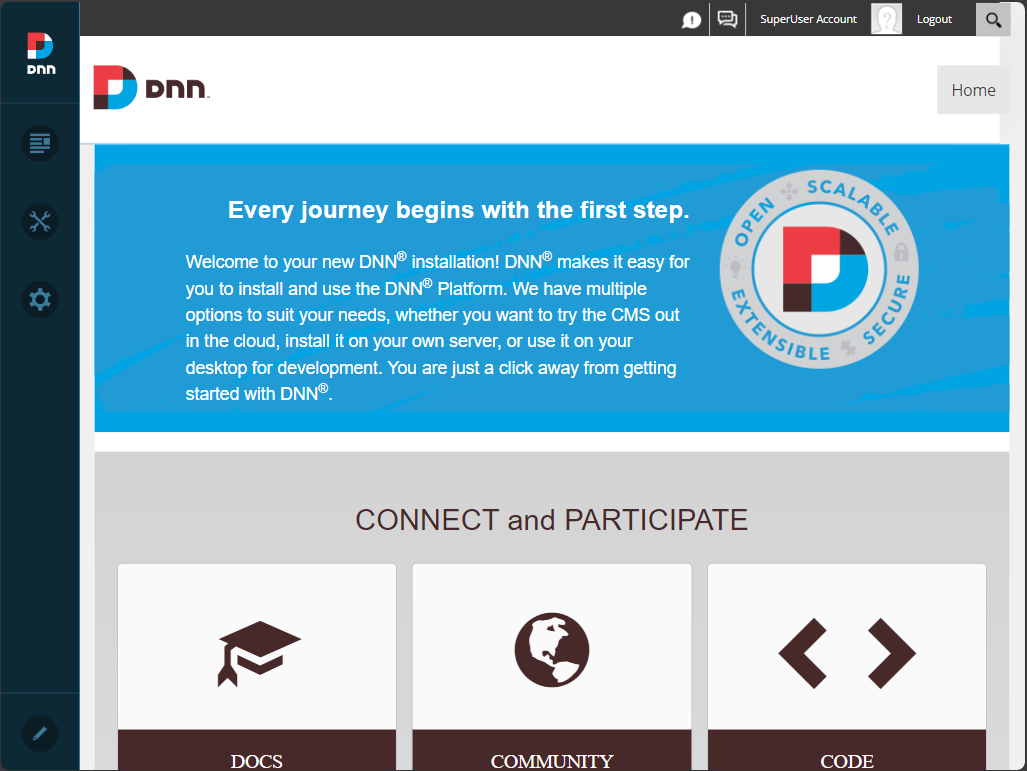 SuperUser Account
Logout
DNN
DNN
Home
OPEN SCALABLE
EXTENSIBLE SECURE
Every journey begins with the first step.
Welcome to your new DNN® installation! DNN® makes it easy for
you to install and use the DNN® Platform. We have multiple
options to suit your needs, whether you want to try the CMS out
in the cloud, install it on your own server, or use it on your
desktop for development. You are just a click away from getting
started with DNN®.
CONNECT and PARTICIPATE
DOCS
COMMUNITY
CODE